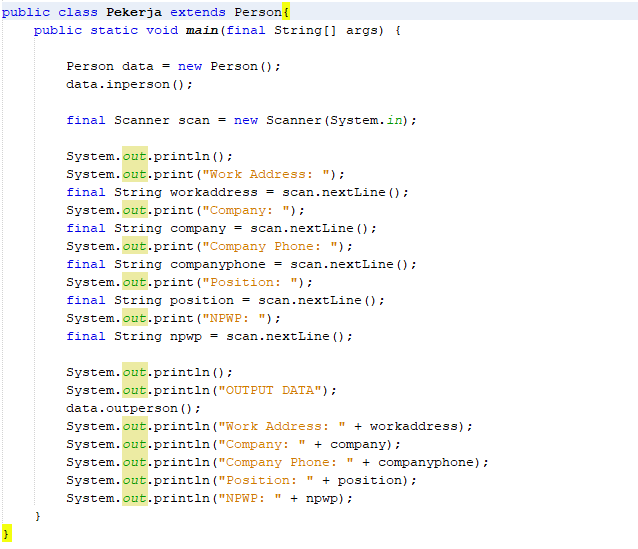 public class Pekerja extends Person{
public static void main(final String[] args) {
Person data = new Person();
data.inperson();
final Scanner scan = new Scanner(System.in);
System.out.println();
System.out.print("Work Address: ");
final String workaddress = scan.nextLine();
System.out.print("Company: ");
final String company = scan.nextLine();
System.out.print("Company Phone: ");
final String companyphone = scan.nextLine();
System.out.print("Position: ");
final String position = scan.nextLine();
System.out.print("NPWP: ");
final String npwp = scan.nextLine();
System.out.println();
System.out.println("OUTPUT DATA");
data.outperson();
System.out.println("Work Address: " + workaddress);
System.out.println("Company: " + company);
System.out.println("Company Phone: " + companyphone);
System.out.println("Position: " + position);
System.out.println("NPWP: " + npwp);
}
}